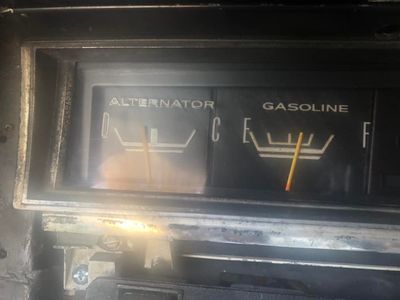 ALTERNATOR
D C
GASOLINE
E F